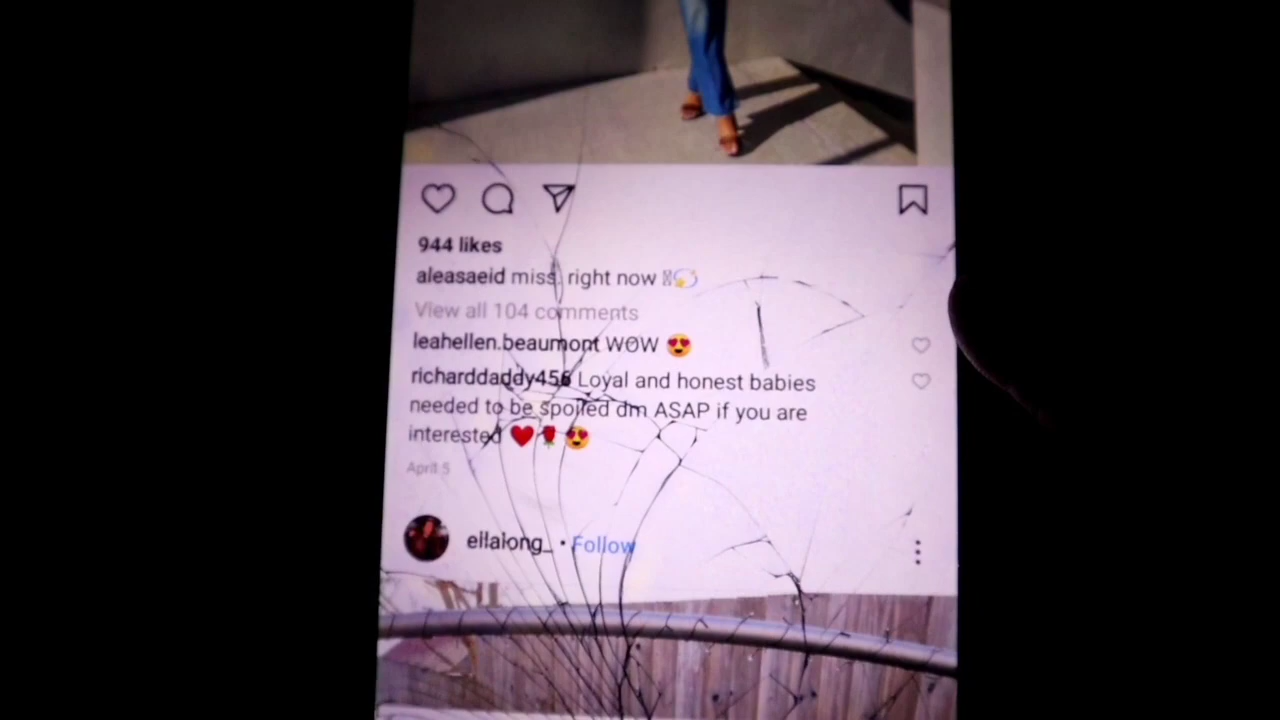 944 likes
aleasaeid miss. right now 💫
View all 104 comments
leahellen.beaumont WOW 😍
richarddaddy456 Loyal and honest babies
needed to be spoiled dm ASAP if you are
interested ❤️🌹😍
April 5
ellalong_ • Follow